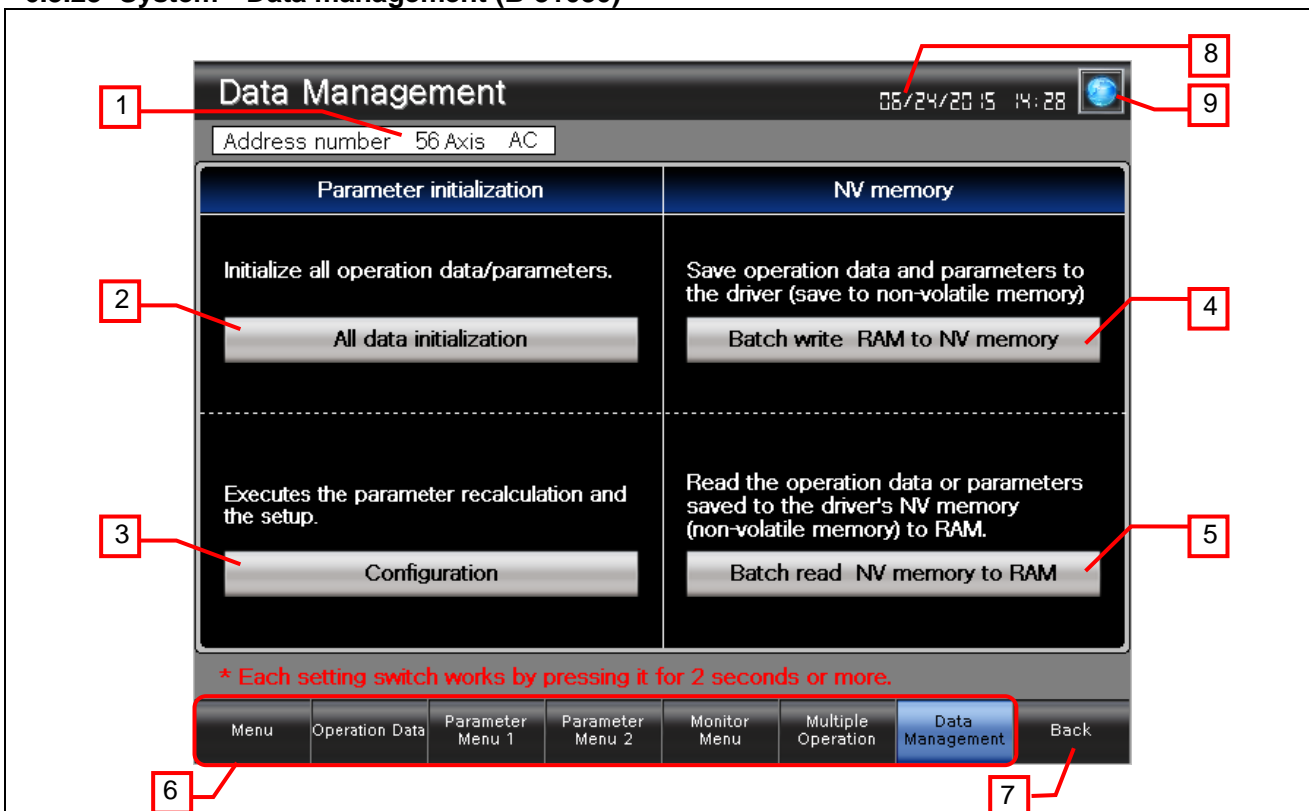 8
Data Management
06/24/2015 14:28
1
9
Address number 56 Axis AC
Parameter initialization
NV memory
Initialize all operation data/parameters.
Save operation data and parameters to
the driver (save to non-volatile memory)
2
4
All data initialization
Batch write RAM to NV memory
Executes the parameter recalculation and
the setup.
Read the operation data or parameters
saved to the driver's NV memory
(non-volatile memory) to RAM.
3
5
Configuration
Batch read NV memory to RAM
* Each setting switch works by pressing it for 2 seconds or more.
Menu
Operation Data
Parameter
Menu 1
Parameter
Menu 2
Monitor
Menu
Multiple
Operation
Data
Management
Back
6
7